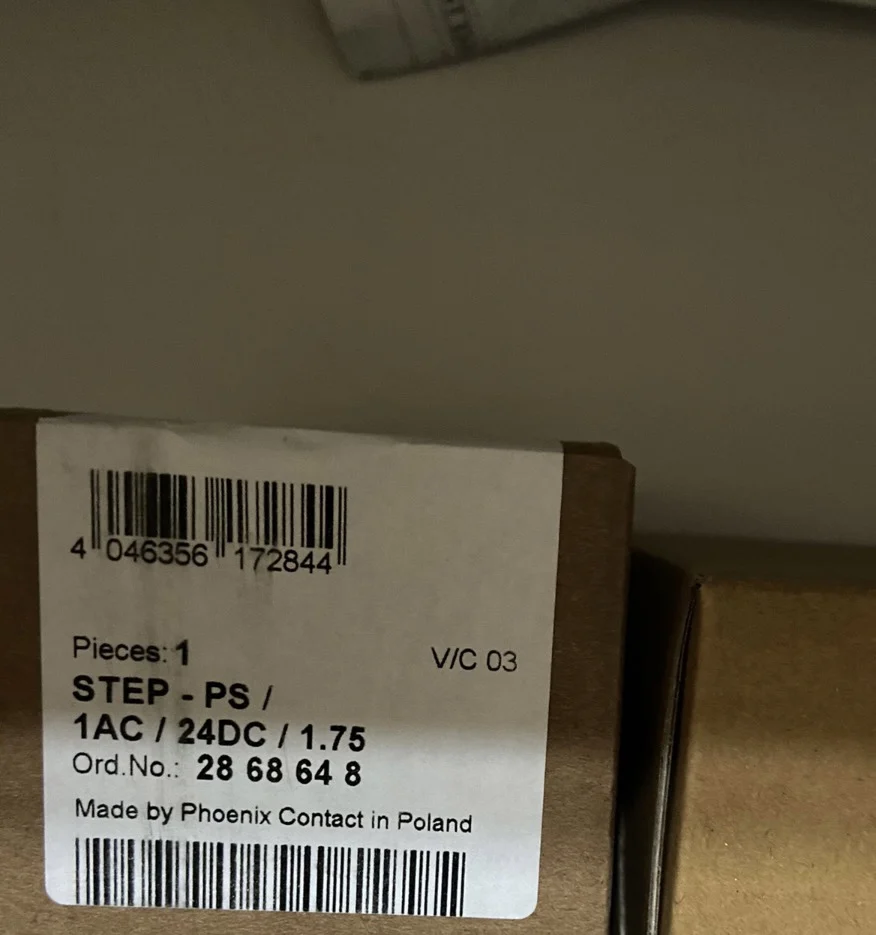 4 046356 172844
Pieces: 1
V/C 03
STEP - PS /
1AC / 24DC / 1.75
Ord.No.: 28 68 64 8
Made by Phoenix Contact in Poland